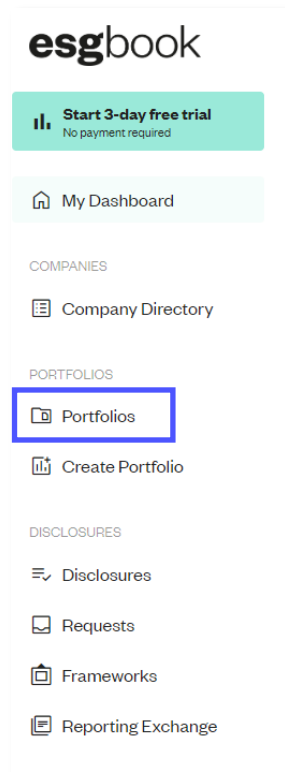 esgbook
Start 3-day free trial
No payment required
My Dashboard
COMPANIES
Company Directory
PORTFOLIOS
Portfolios
Create Portfolio
DISCLOSURES
Disclosures
Requests
Frameworks
Reporting Exchange